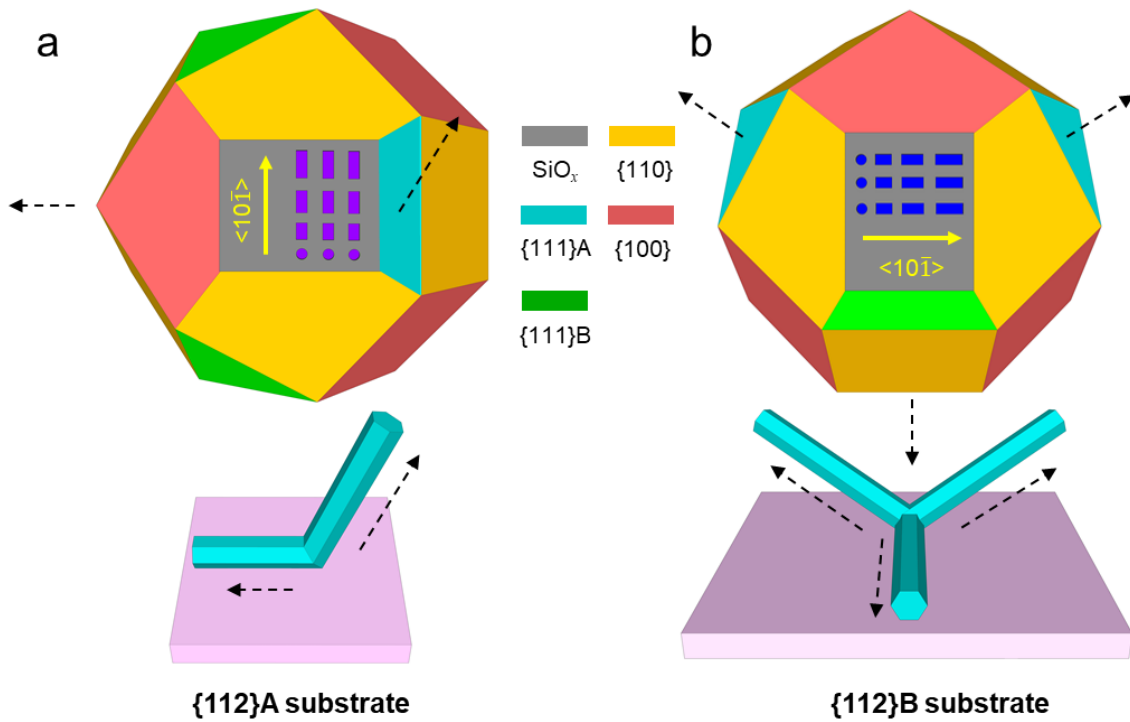 a
b
<101̄>
SiOₓ
{110}
{111}A
{100}
{111}B
<101̄>
{112}A substrate
{112}B substrate